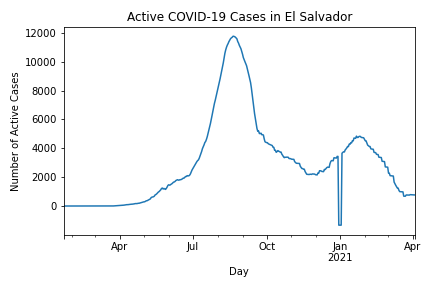 Active COVID-19 Cases in El Salvador
12000
10000
8000
6000
4000
2000
0
Number of Active Cases
Apr
Jul
Oct
Jan
2021
Apr
Day